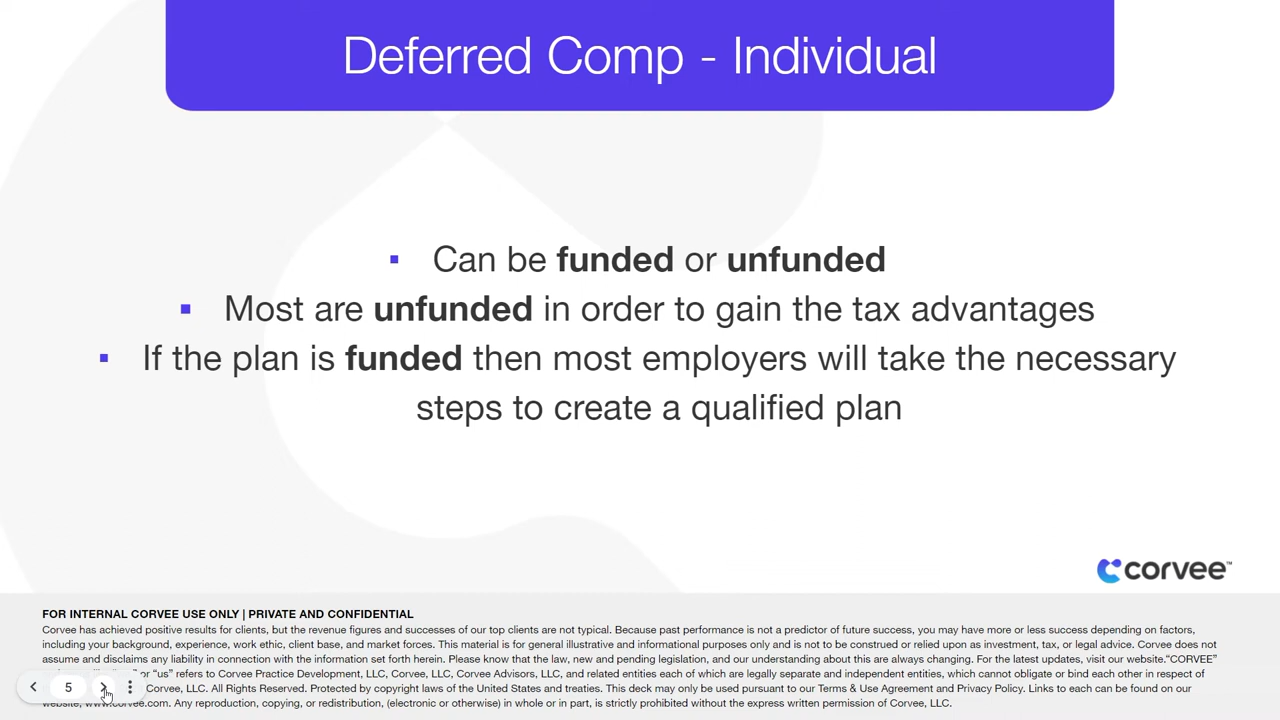 Deferred Comp - Individual
▪ Can be funded or unfunded
▪ Most are unfunded in order to gain the tax advantages
▪ If the plan is funded then most employers will take the necessary
steps to create a qualified plan
corvee™
FOR INTERNAL CORVEE USE ONLY | PRIVATE AND CONFIDENTIAL
Corvee has achieved positive results for clients, but the revenue figures and successes of our top clients are not typical. Because past performance is not a predictor of future success, you may have more or less success depending on factors,
including your background, experience, work ethic, client base, and market forces. This material is for general illustrative and informational purposes only and is not to be construed or relied upon as investment, tax, or legal advice. Corvee does not
assume and disclaims any liability in connection with the information set forth herein. Please know that the law, new and pending legislation, and our understanding about this are always changing. For the latest updates, visit our website."CORVEE"
or "us" refers to Corvee Practice Development, LLC, Corvee, LLC, Corvee Advisors, LLC, and related entities each of which are legally separate and independent entities, which cannot obligate or bind each other in respect of
5 Corvee, LLC. All Rights Reserved. Protected by copyright laws of the United States and treaties. This deck may only be used pursuant to our Terms & Use Agreement and Privacy Policy. Links to each can be found on our
website, www.corvee.com. Any reproduction, copying, or redistribution, (electronic or otherwise) in whole or in part, is strictly prohibited without the express written permission of Corvee, LLC.